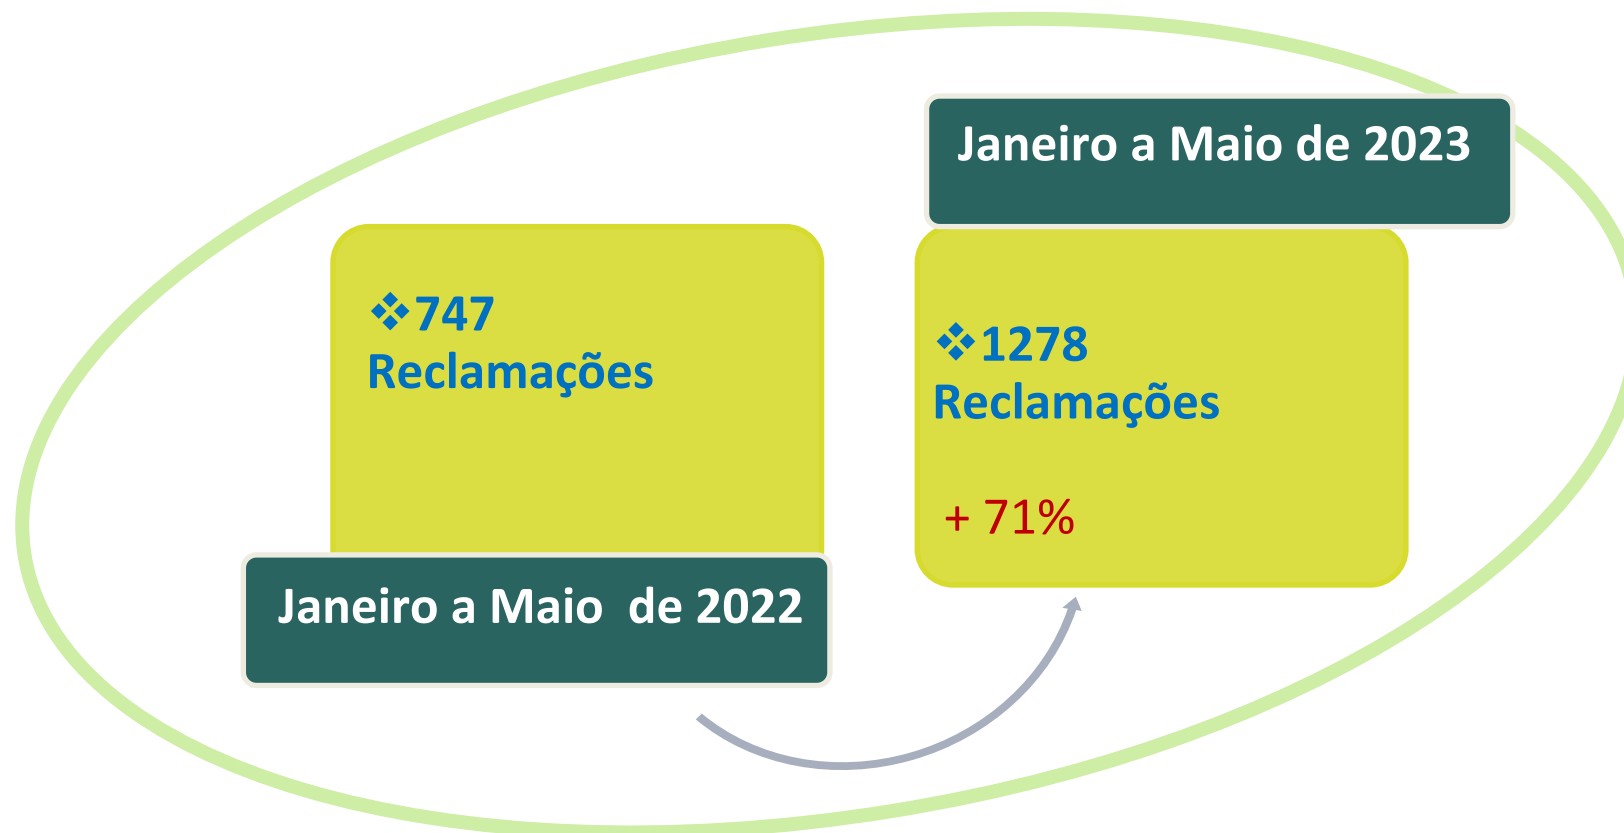 ❖747
Reclamações
Janeiro a Maio de 2022
Janeiro a Maio de 2023
❖1278
Reclamações
+ 71%